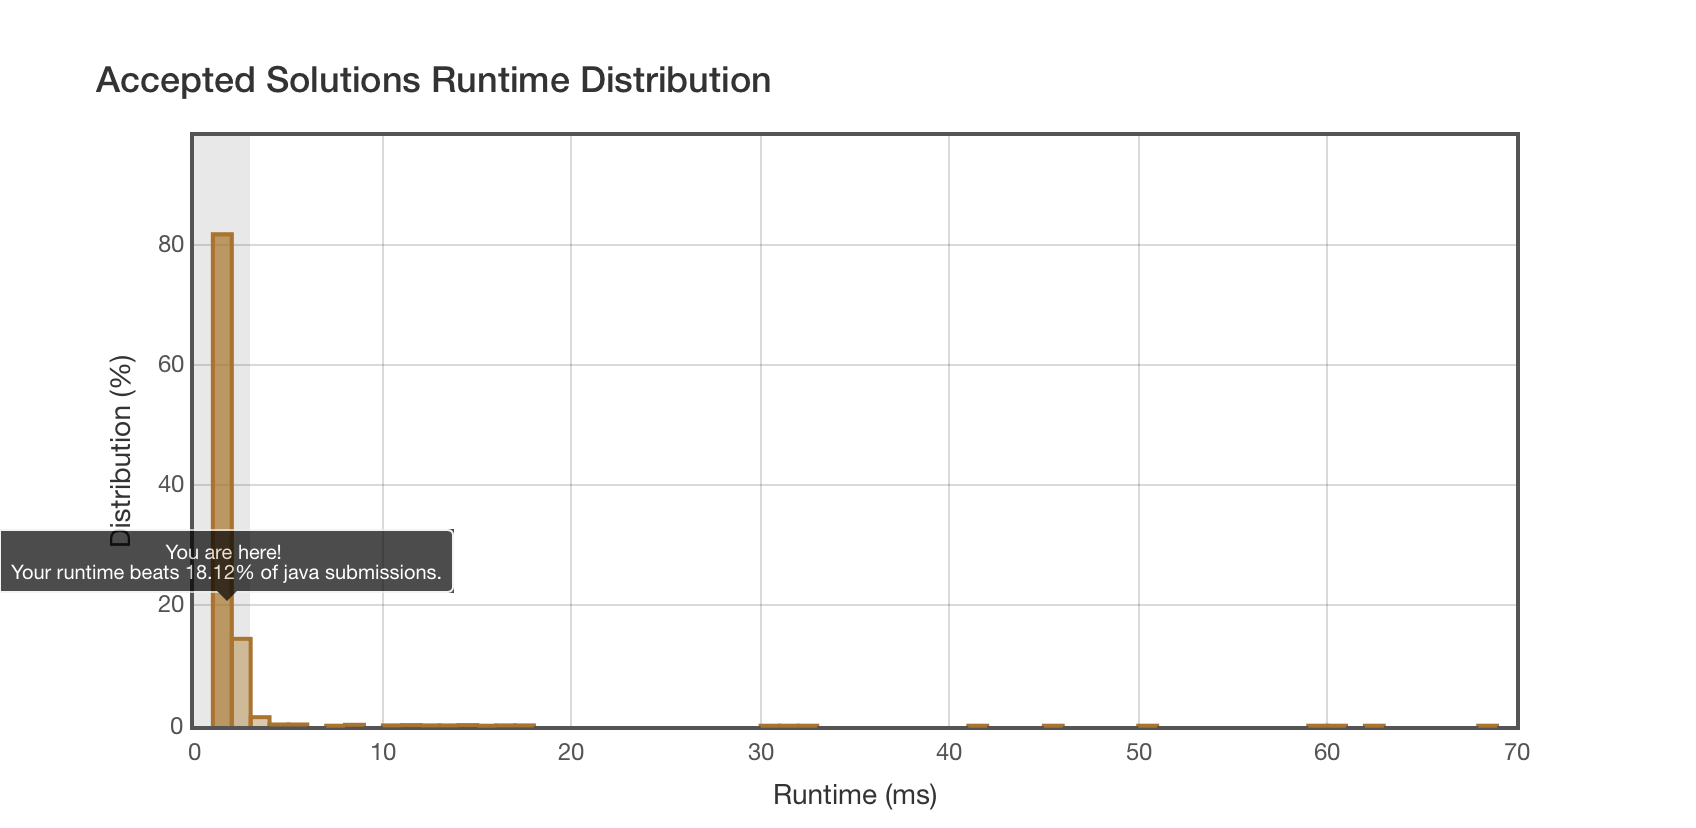 Accepted Solutions Runtime Distribution
Distribution (%)
80
60
40
You are here!
Your runtime beats 18.12% of java submissions.
20
0
0 10 20 30 40 50 60 70
Runtime (ms)